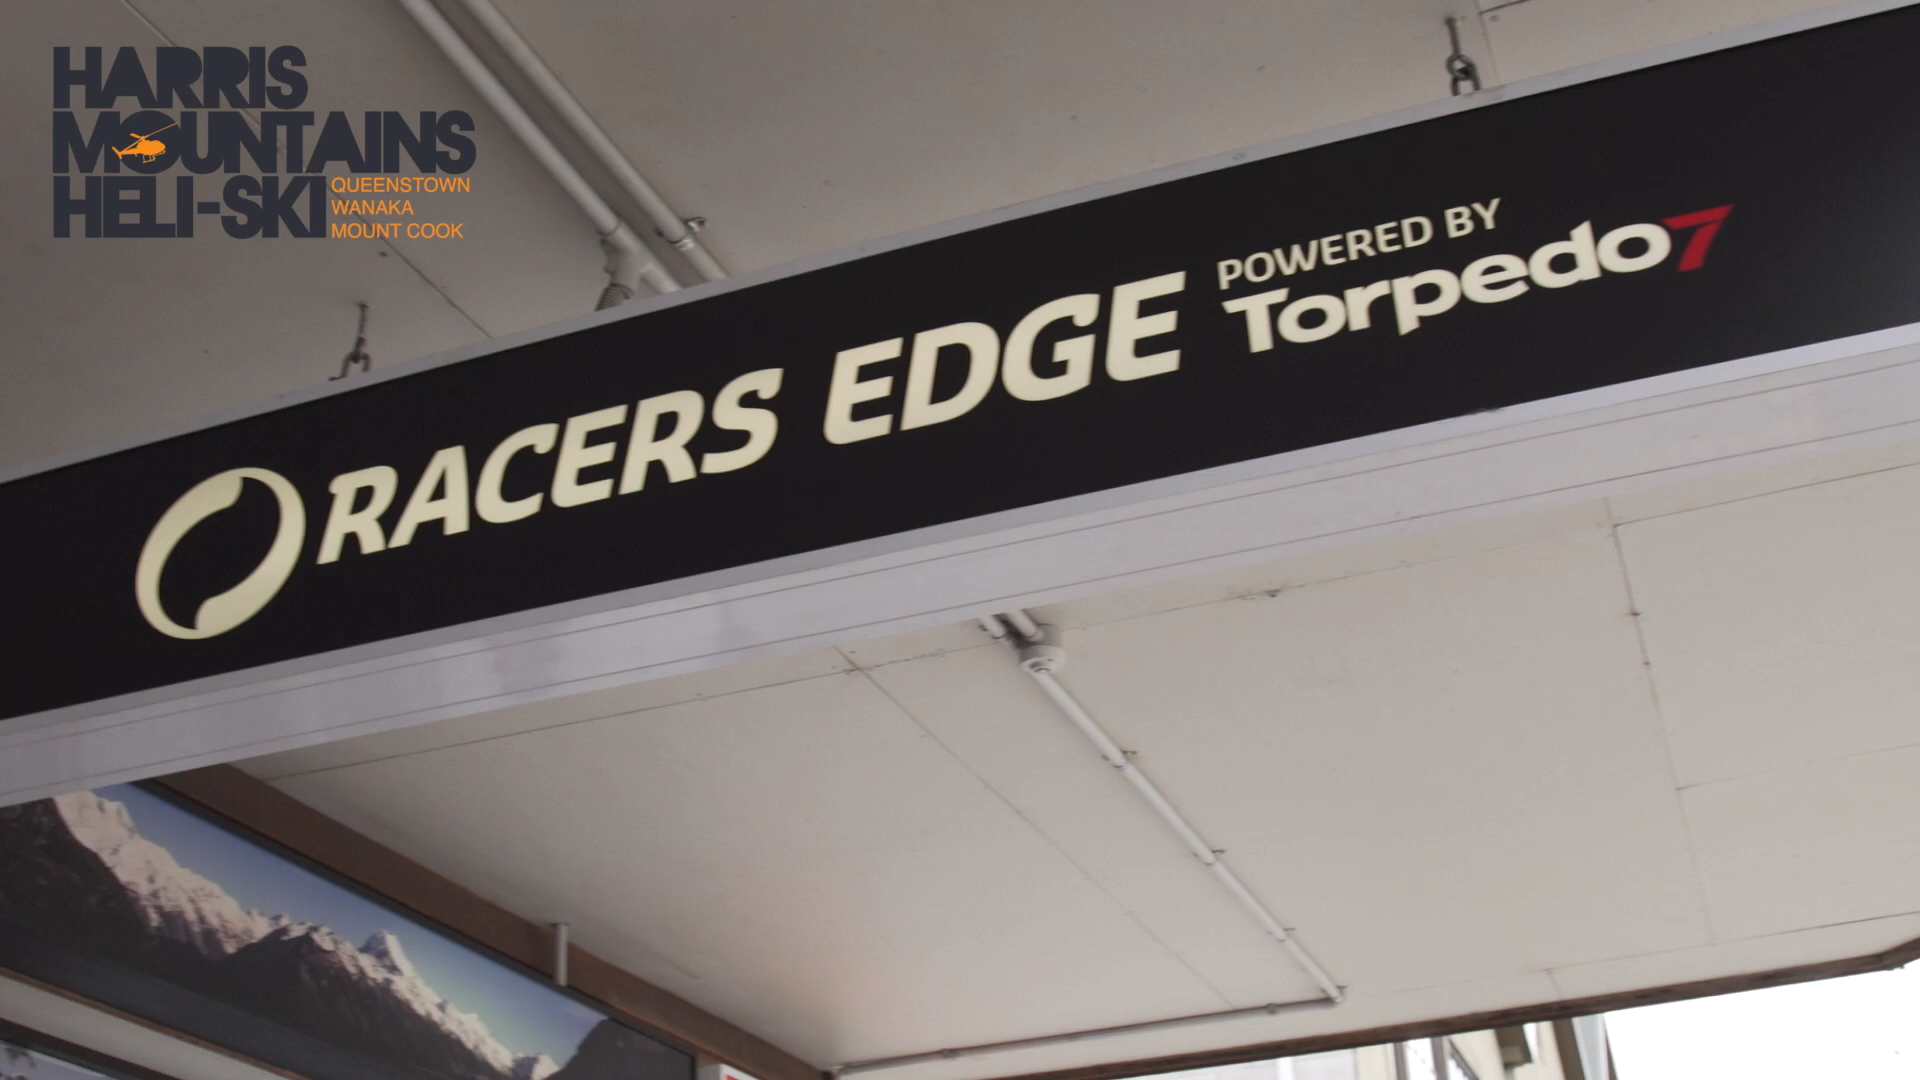 HARRIS
MOUNTAINS
HELI-SKI
QUEENSTOWN
WANAKA
MOUNT COOK
RACERS EDGE
POWERED BY
Torpedo7